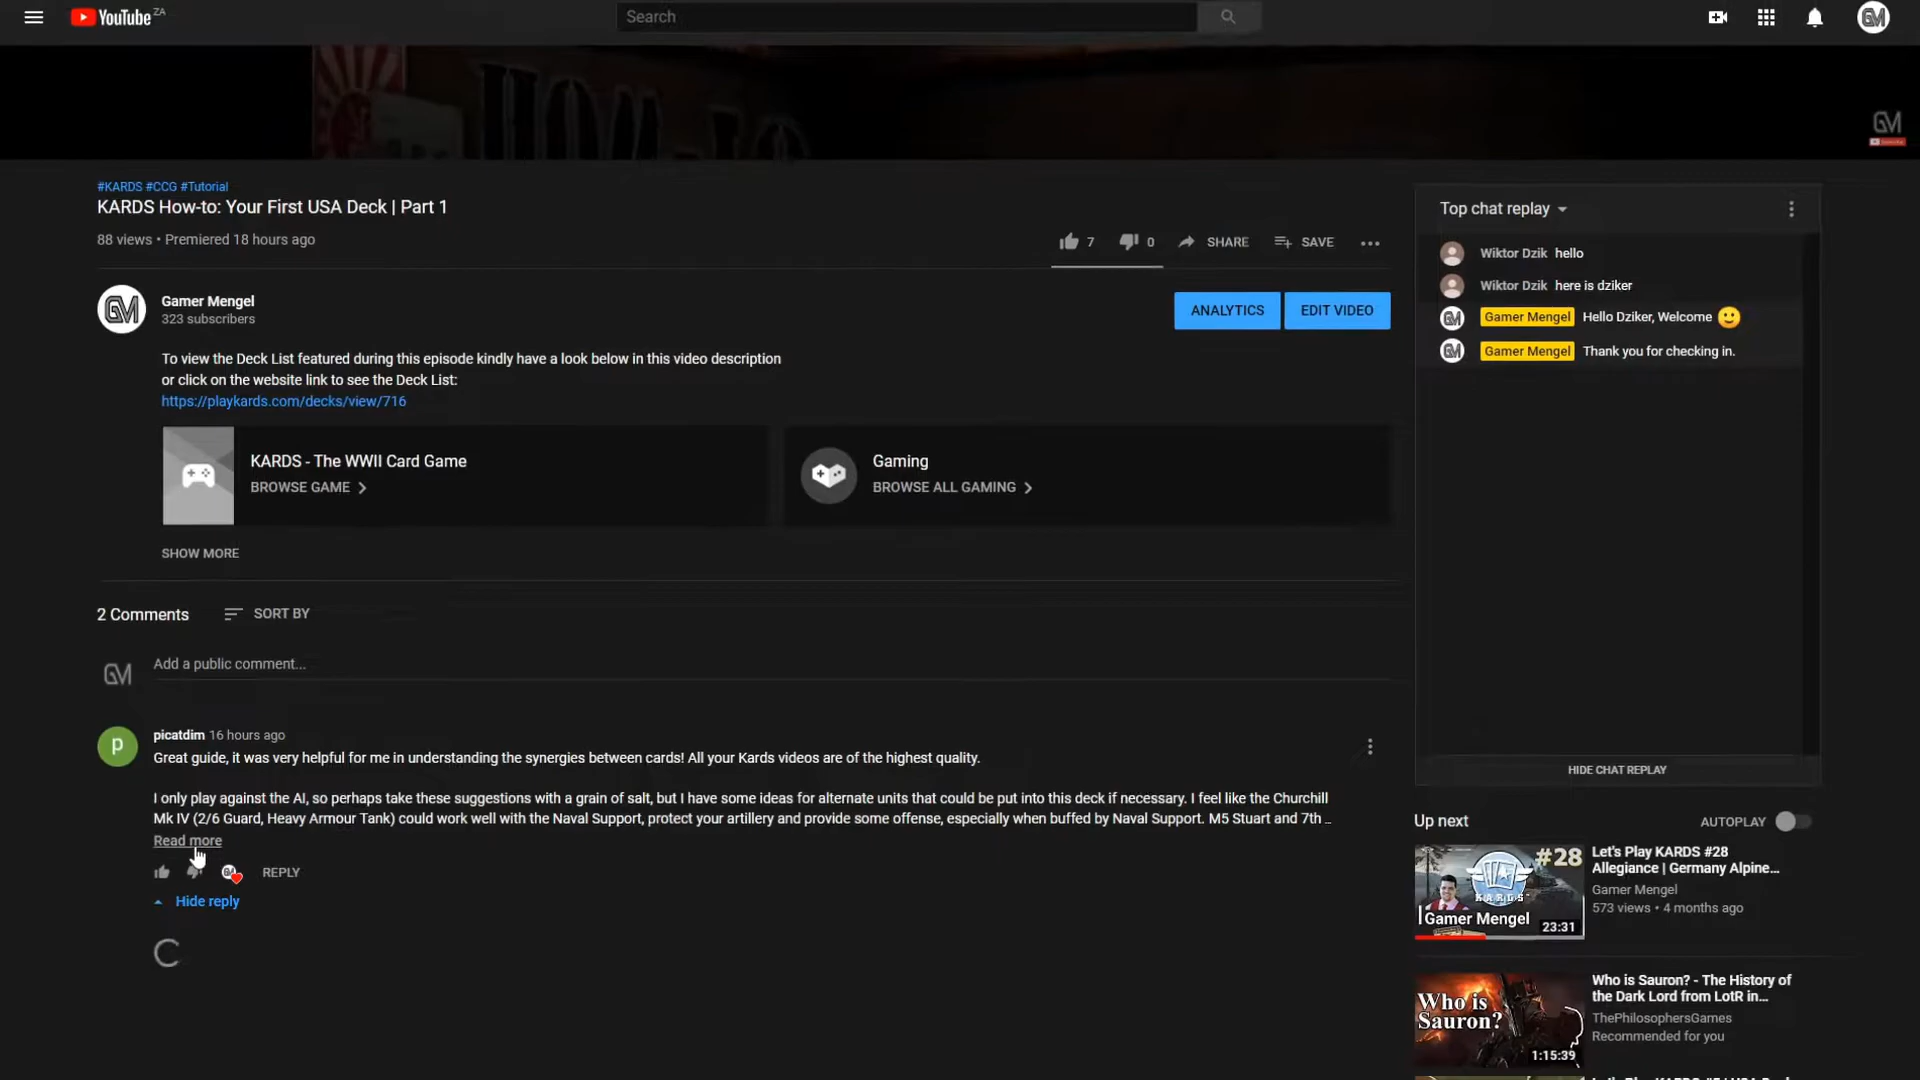 YouTube ZA
Search
#KARDS #CCG #Tutorial
KARDS How-to: Your First USA Deck | Part 1
88 views • Premiered 18 hours ago
7
0
SHARE
SAVE
Gamer Mengel
323 subscribers
ANALYTICS
EDIT VIDEO
To view the Deck List featured during this episode kindly have a look below in this video description
or click on the website link to see the Deck List:
https://playkards.com/decks/view/716
KARDS - The WWII Card Game
BROWSE GAME
Gaming
BROWSE ALL GAMING
SHOW MORE
2 Comments
SORT BY
GM
Add a public comment...
p
picatdim 16 hours ago
Great guide, it was very helpful for me in understanding the synergies between cards! All your Kards videos are of the highest quality.
I only play against the AI, so perhaps take these suggestions with a grain of salt, but I have some ideas for alternate units that could be put into this deck if necessary. I feel like the Churchill
Mk IV (2/6 Guard, Heavy Armour Tank) could work well with the Naval Support, protect your artillery and provide some offense, especially when buffed by Naval Support. M5 Stuart and 7th ...
Read more
REPLY
Hide reply
Top chat replay
Wiktor Dzik hello
Wiktor Dzik here is dziker
Gamer Mengel Hello Dziker, Welcome
Gamer Mengel Thank you for checking in.
HIDE CHAT REPLAY
Up next
AUTOPLAY
#28
KARDS
Gamer Mengel
23:31
Let's Play KARDS #28
Allegiance | Germany Alpine...
Gamer Mengel
573 views • 4 months ago
Who is
Sauron?
1:15:39
Who is Sauron? - The History of
the Dark Lord from LotR in...
ThePhilosophersGames
Recommended for you